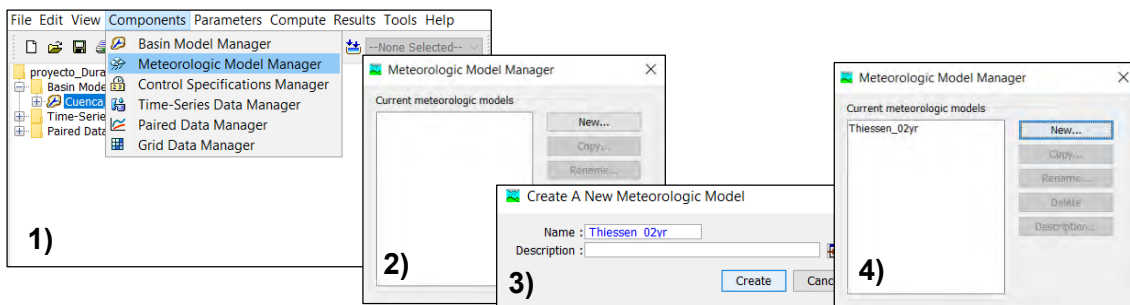 File Edit View Components Parameters Compute Results Tools Help
--None Selected--
Basin Model Manager
Meteorologic Model Manager
Control Specifications Manager
Time-Series Data Manager
Paired Data Manager
Grid Data Manager
proyecto_Dura
Basin Mode
Cuenca
Time-Serie
Paired Data
1)
Meteorologic Model Manager
Current meteorologic models
New...
Copy...
Rename...
2)
Create A New Meteorologic Model
Name : Thiessen_02yr
Description :
Create
Canc
3)
Meteorologic Model Manager
Current meteorologic models
Thiessen_02yr
New...
Copy...
Rename...
Delete
Description...
4)